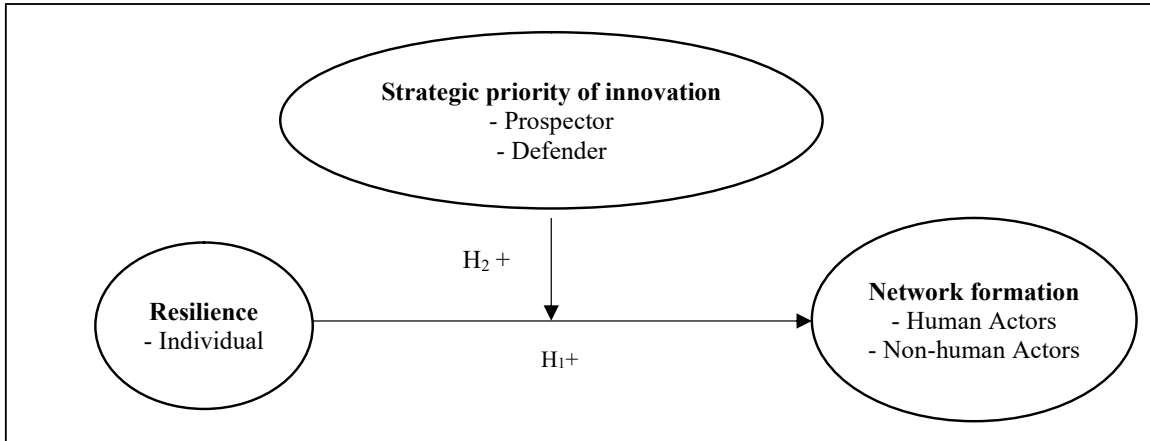 Strategic priority of innovation
- Prospector
- Defender
H₂ +
Resilience
- Individual
Network formation
- Human Actors
- Non-human Actors
H₁+